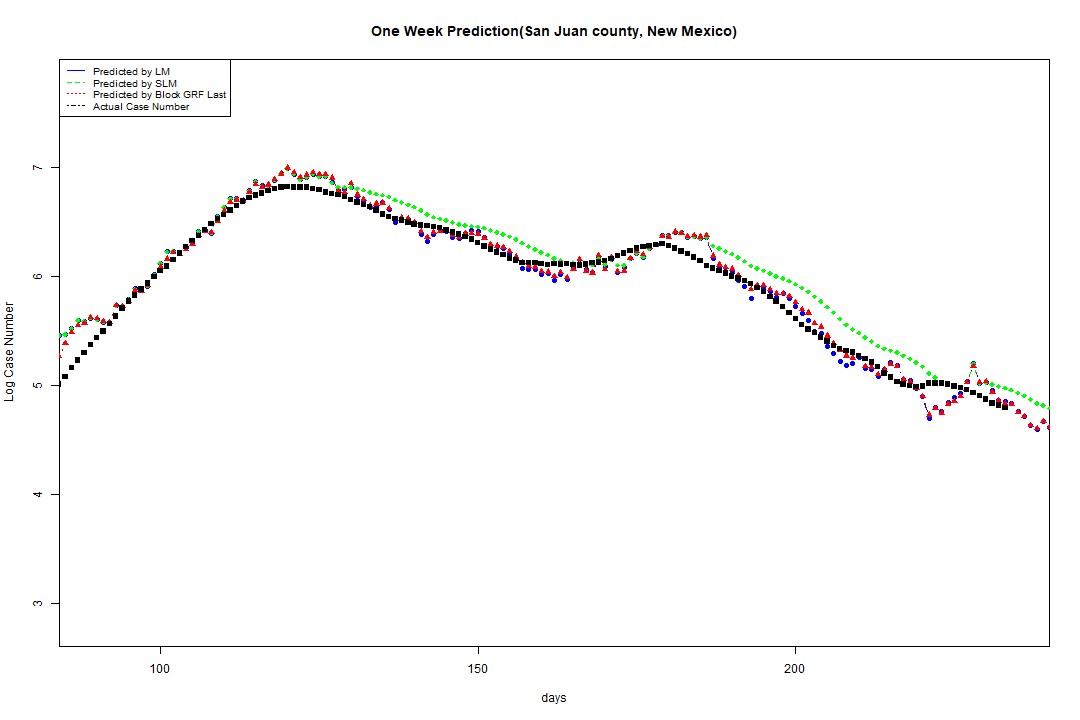 One Week Prediction(San Juan county, New Mexico)
Predicted by LM
Predicted by SLM
Predicted by Block GRF Last
Actual Case Number
7
6
5
4
3
Log Case Number
100 150 200
days